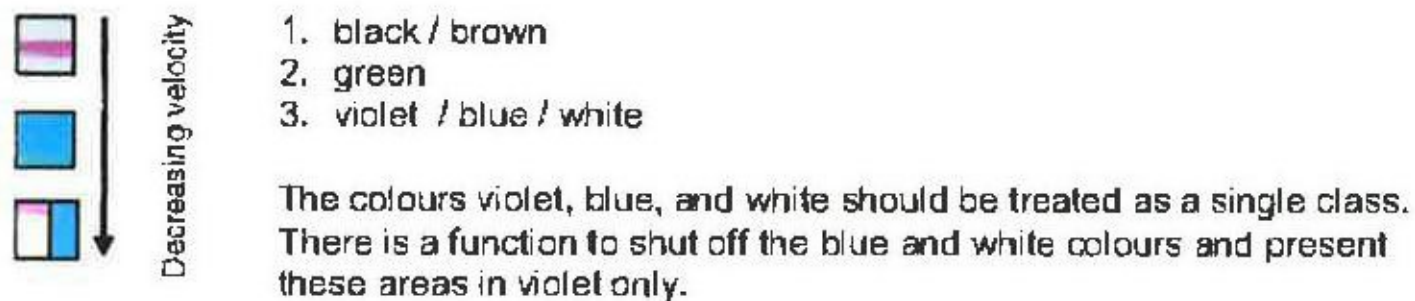 Decreasing velocity
1. black / brown
2. green
3. violet / blue / white
The colours violet, blue, and white should be treated as a single class.
There is a function to shut off the blue and white colours and present
these areas in violet only.